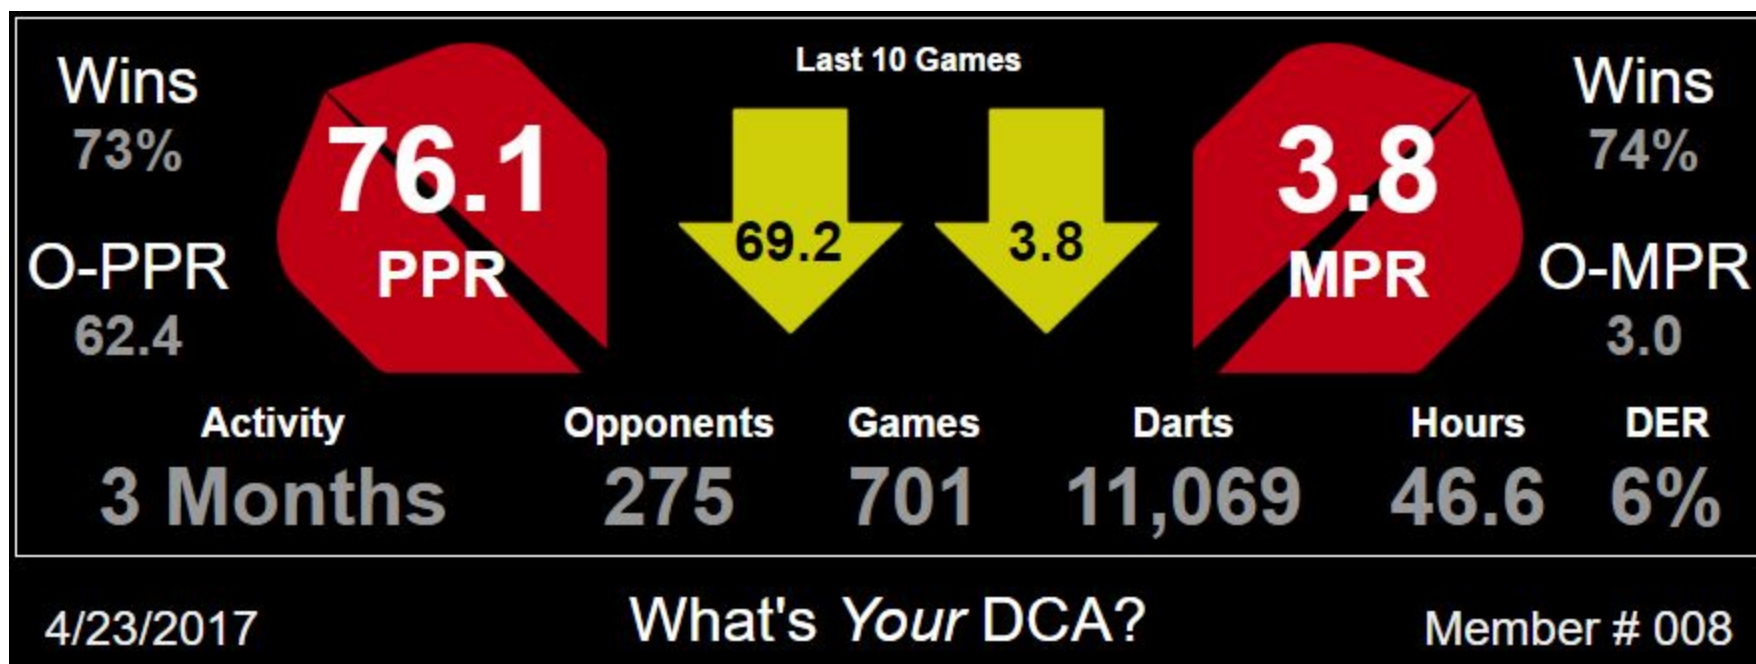 Last 10 Games
Wins
73%
76.1
PPR
O-PPR
62.4
69.2
3.8
3.8
MPR
Wins
74%
O-MPR
3.0
Activity Opponents Games Darts Hours DER
3 Months 275 701 11,069 46.6 6%
4/23/2017 What's Your DCA? Member # 008